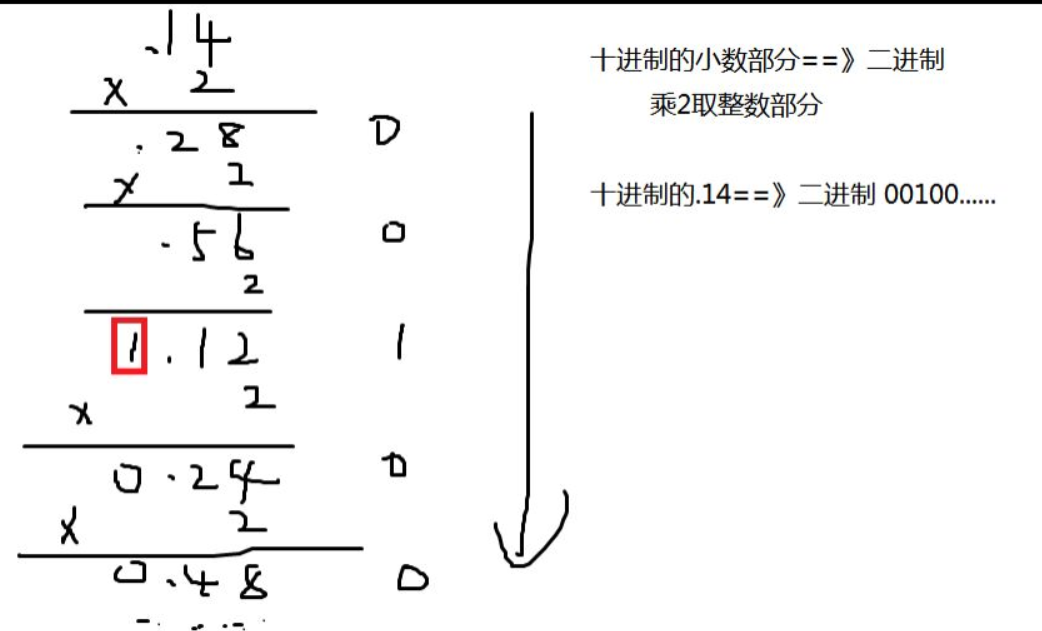 .14
x 2
.28 0
x 2
.56 0
2
1.12 1
x 2
0.24 0
x 2
0.48 0
十进制的小数部分==》二进制
乘2取整数部分
十进制的.14==》二进制 00100......